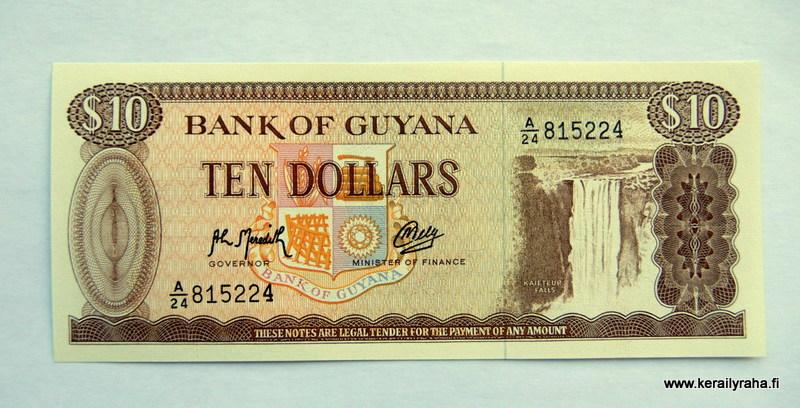 $10
$10
BANK OF GUYANA
A/24 815224
TEN DOLLARS
GOVERNOR
MINISTER OF FINANCE
BANK OF GUYANA
KAIETEUR
FALLS
A/24 815224
THESE NOTES ARE LEGAL TENDER FOR THE PAYMENT OF ANY AMOUNT
www.kerailyraha.fi